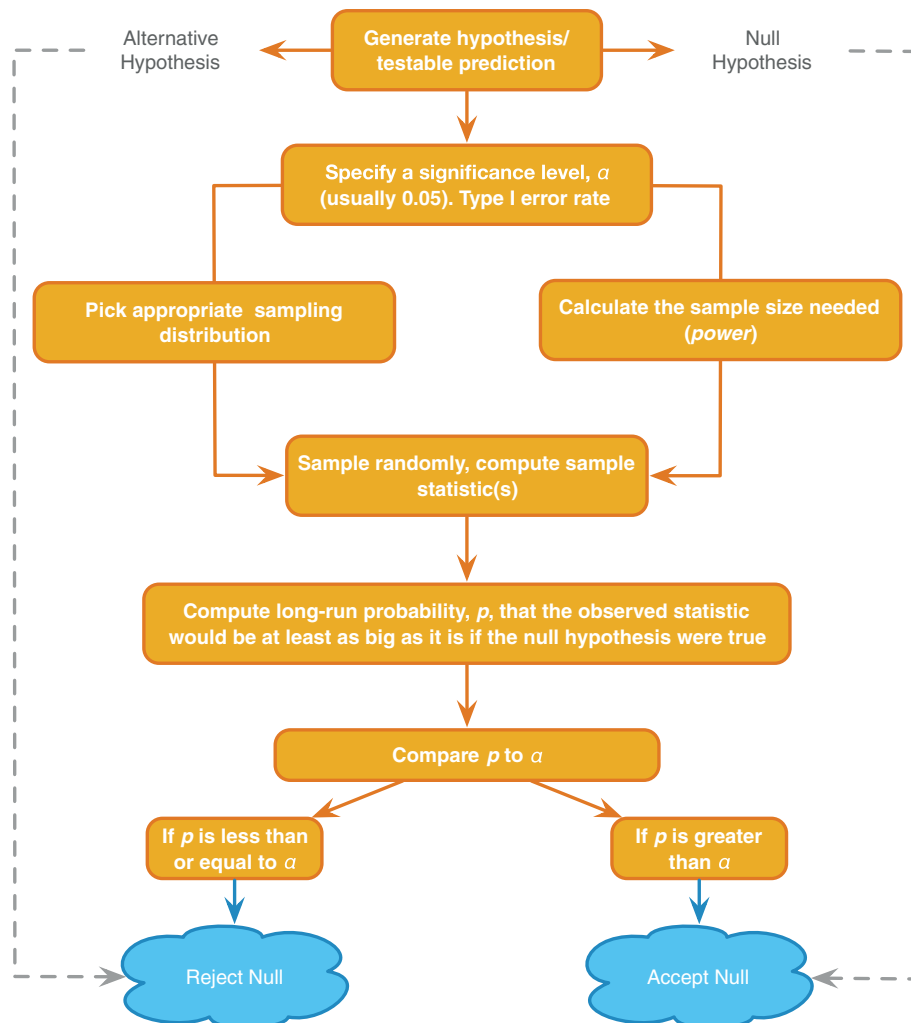 Alternative
Hypothesis
Generate hypothesis/
testable prediction
Null
Hypothesis
Specify a significance level, α
(usually 0.05). Type I error rate
Pick appropriate sampling
distribution
Calculate the sample size needed
(power)
Sample randomly, compute sample
statistic(s)
Compute long-run probability, p, that the observed statistic
would be at least as big as it is if the null hypothesis were true
Compare p to α
If p is less than
or equal to α
If p is greater
than α
Reject Null
Accept Null